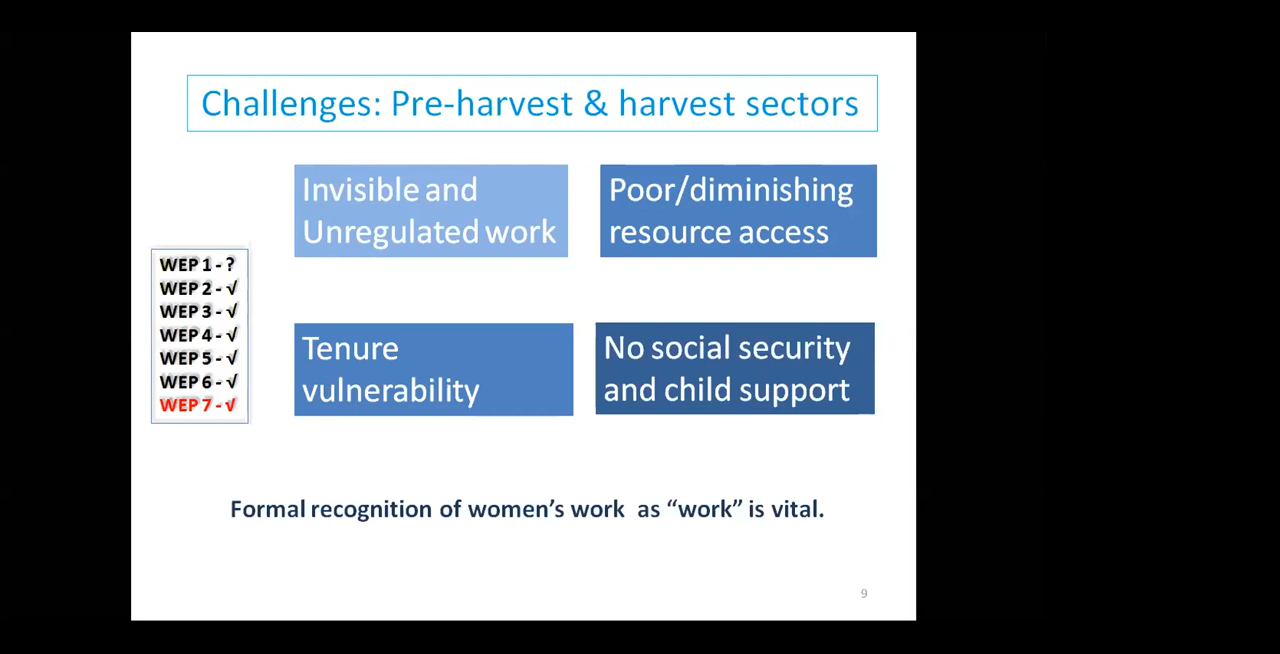 Challenges: Pre-harvest & harvest sectors
Invisible and
Unregulated work
Poor/diminishing
resource access
WEP 1 - ?
WEP 2 - √
WEP 3 - √
WEP 4 - √
WEP 5 - √
WEP 6 - √
WEP 7 - √
Tenure
vulnerability
No social security
and child support
Formal recognition of women’s work as “work” is vital.
9